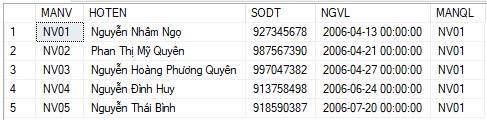 MANV HOTEN SODT NGVL MANQL
1 NV01 Nguyễn Nhâm Ngọ 927345678 2006-04-13 00:00:00 NV01
2 NV02 Phan Thị Mỹ Quyên 987567390 2006-04-21 00:00:00 NV01
3 NV03 Nguyễn Hoàng Phương Quyên 997047382 2006-04-27 00:00:00 NV01
4 NV04 Nguyễn Đình Huy 913758498 2006-06-24 00:00:00 NV01
5 NV05 Nguyễn Thái Bình 918590387 2006-07-20 00:00:00 NV01